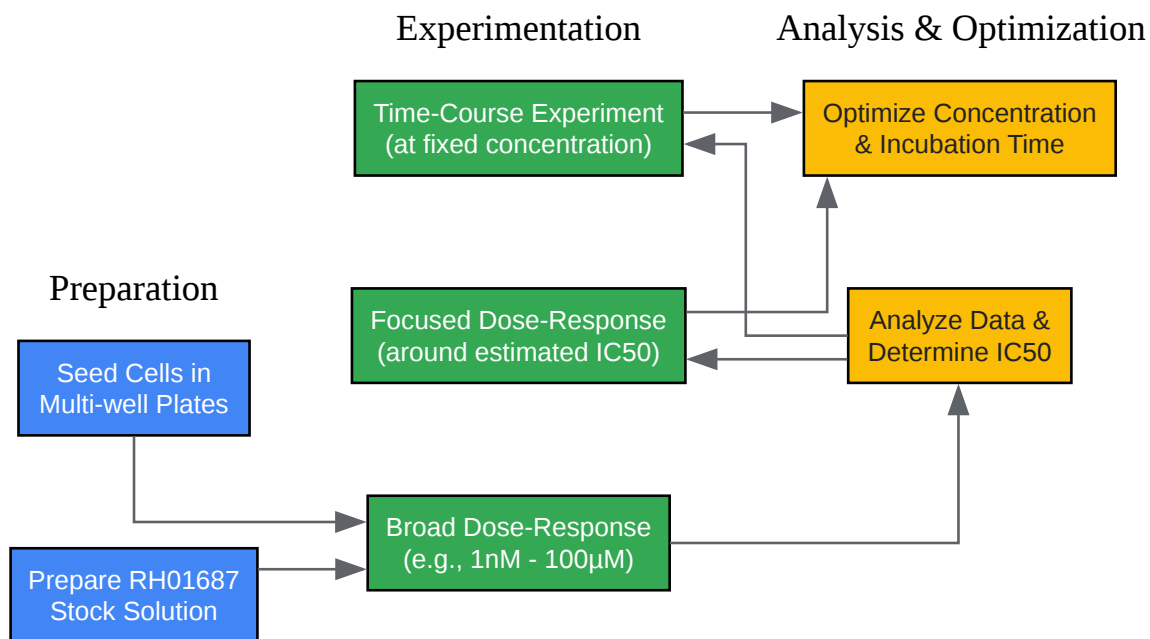 Experimentation
Analysis & Optimization
Time-Course Experiment
(at fixed concentration)
Optimize Concentration
& Incubation Time
Preparation
Focused Dose-Response
(around estimated IC50)
Analyze Data &
Determine IC50
Seed Cells in
Multi-well Plates
Broad Dose-Response
(e.g., 1nM - 100µM)
Prepare RH01687
Stock Solution